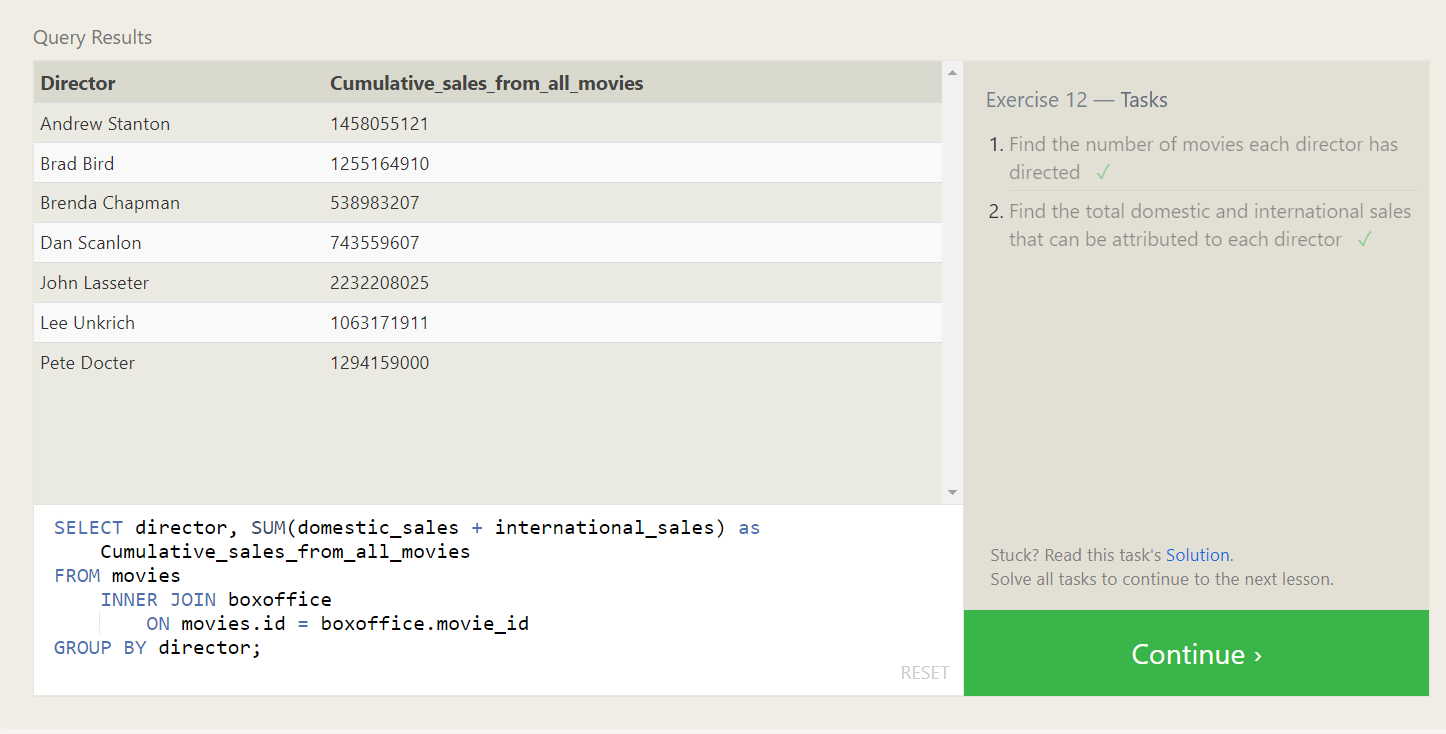 Query Results
Director Cumulative_sales_from_all_movies
Andrew Stanton 1458055121
Brad Bird 1255164910
Brenda Chapman 538983207
Dan Scanlon 743559607
John Lasseter 2232208025
Lee Unkrich 1063171911
Pete Docter 1294159000
SELECT director, SUM(domestic_sales + international_sales) as
Cumulative_sales_from_all_movies
FROM movies
INNER JOIN boxoffice
ON movies.id = boxoffice.movie_id
GROUP BY director;
RESET
Exercise 12 — Tasks
1. Find the number of movies each director has
directed ✓
2. Find the total domestic and international sales
that can be attributed to each director ✓
Stuck? Read this task's Solution.
Solve all tasks to continue to the next lesson.
Continue ›